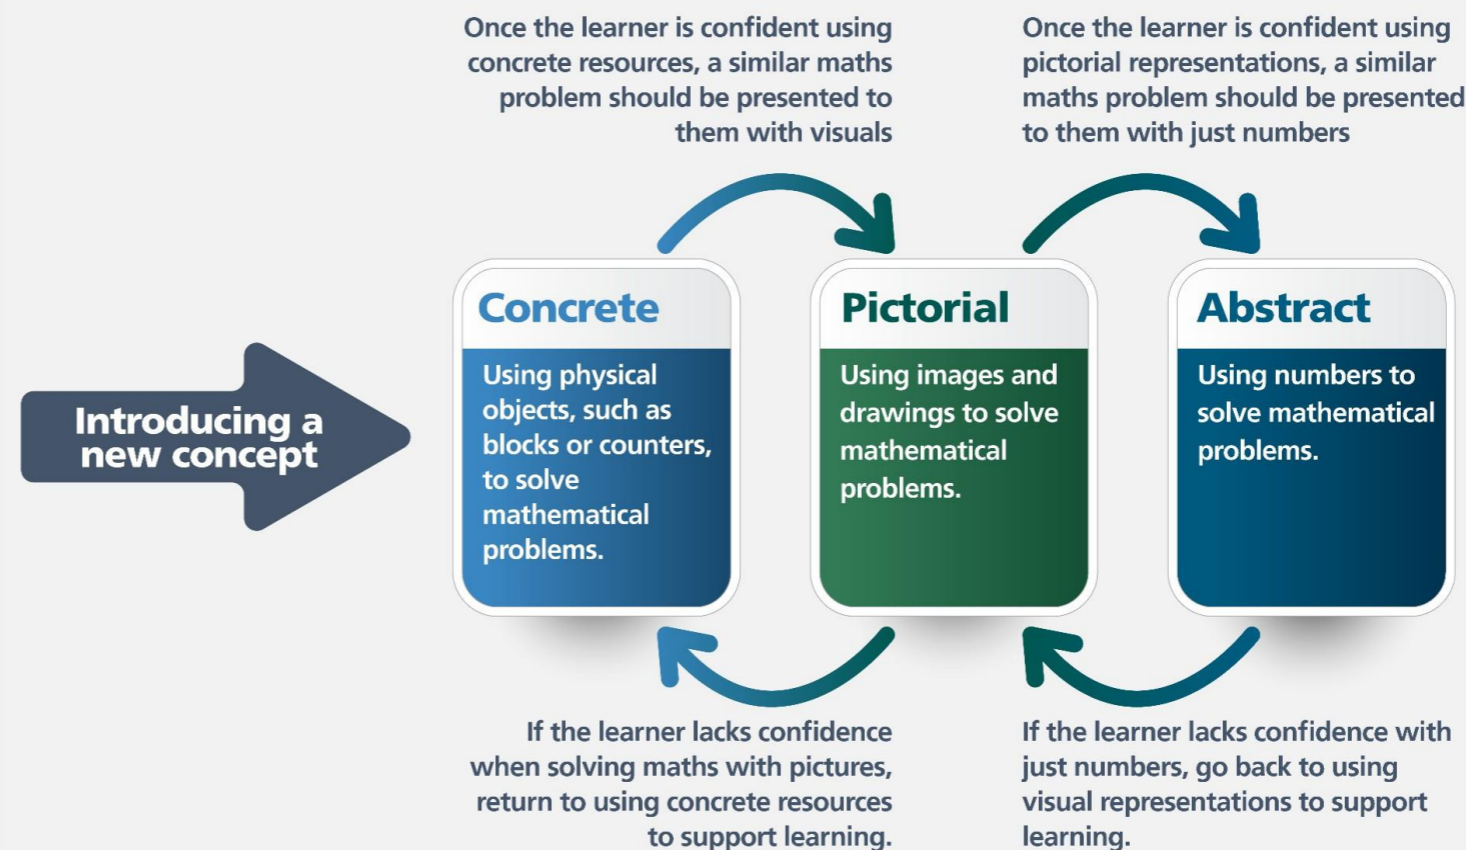 Once the learner is confident using
concrete resources, a similar maths
problem should be presented to
them with visuals
Once the learner is confident using
pictorial representations, a similar
maths problem should be presented
to them with just numbers
Introducing a
new concept
Concrete
Using physical
objects, such as
blocks or counters,
to solve
mathematical
problems.
Pictorial
Using images and
drawings to solve
mathematical
problems.
Abstract
Using numbers to
solve mathematical
problems.
If the learner lacks confidence
when solving maths with pictures,
return to using concrete resources
to support learning.
If the learner lacks confidence with
just numbers, go back to using
visual representations to support
learning.